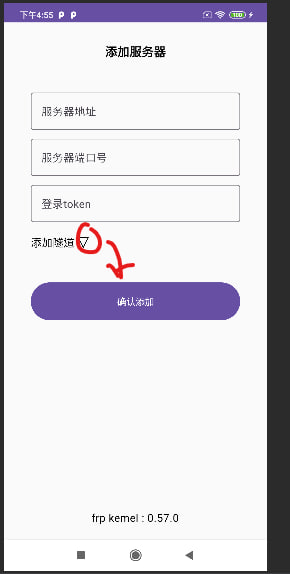 下午4:55
100
添加服务器
服务器地址
服务器端口号
登录token
添加隧道 ▽
确认添加
frp kernel : 0.57.0